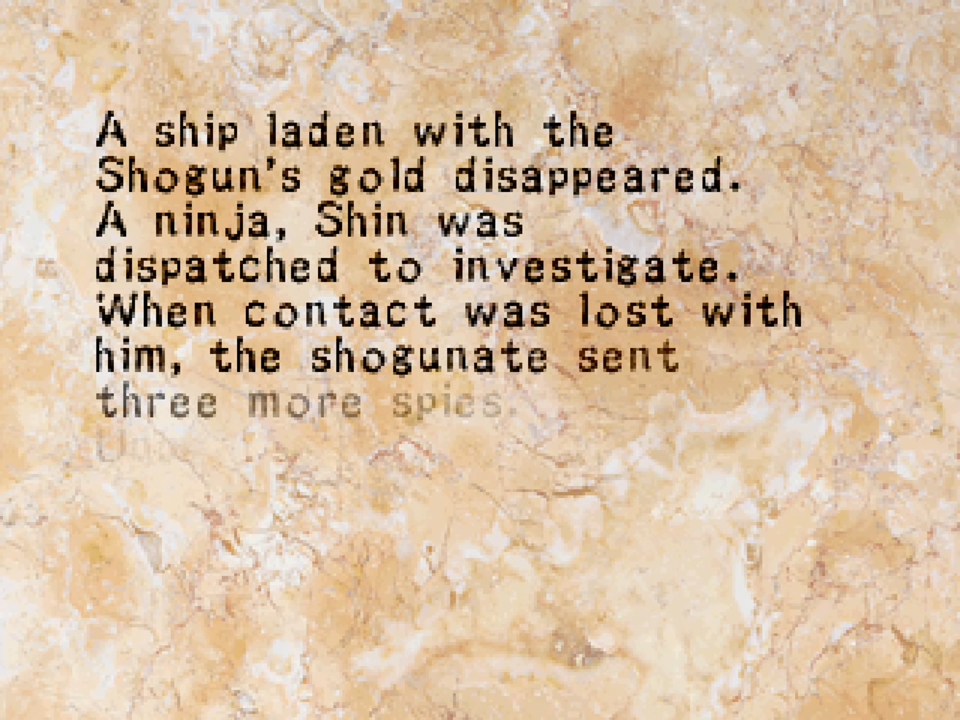 A ship laden with the
Shogun's gold disappeared.
A ninja, Shin was
dispatched to investigate.
When contact was lost with
him, the shogunate sent
three more spies.